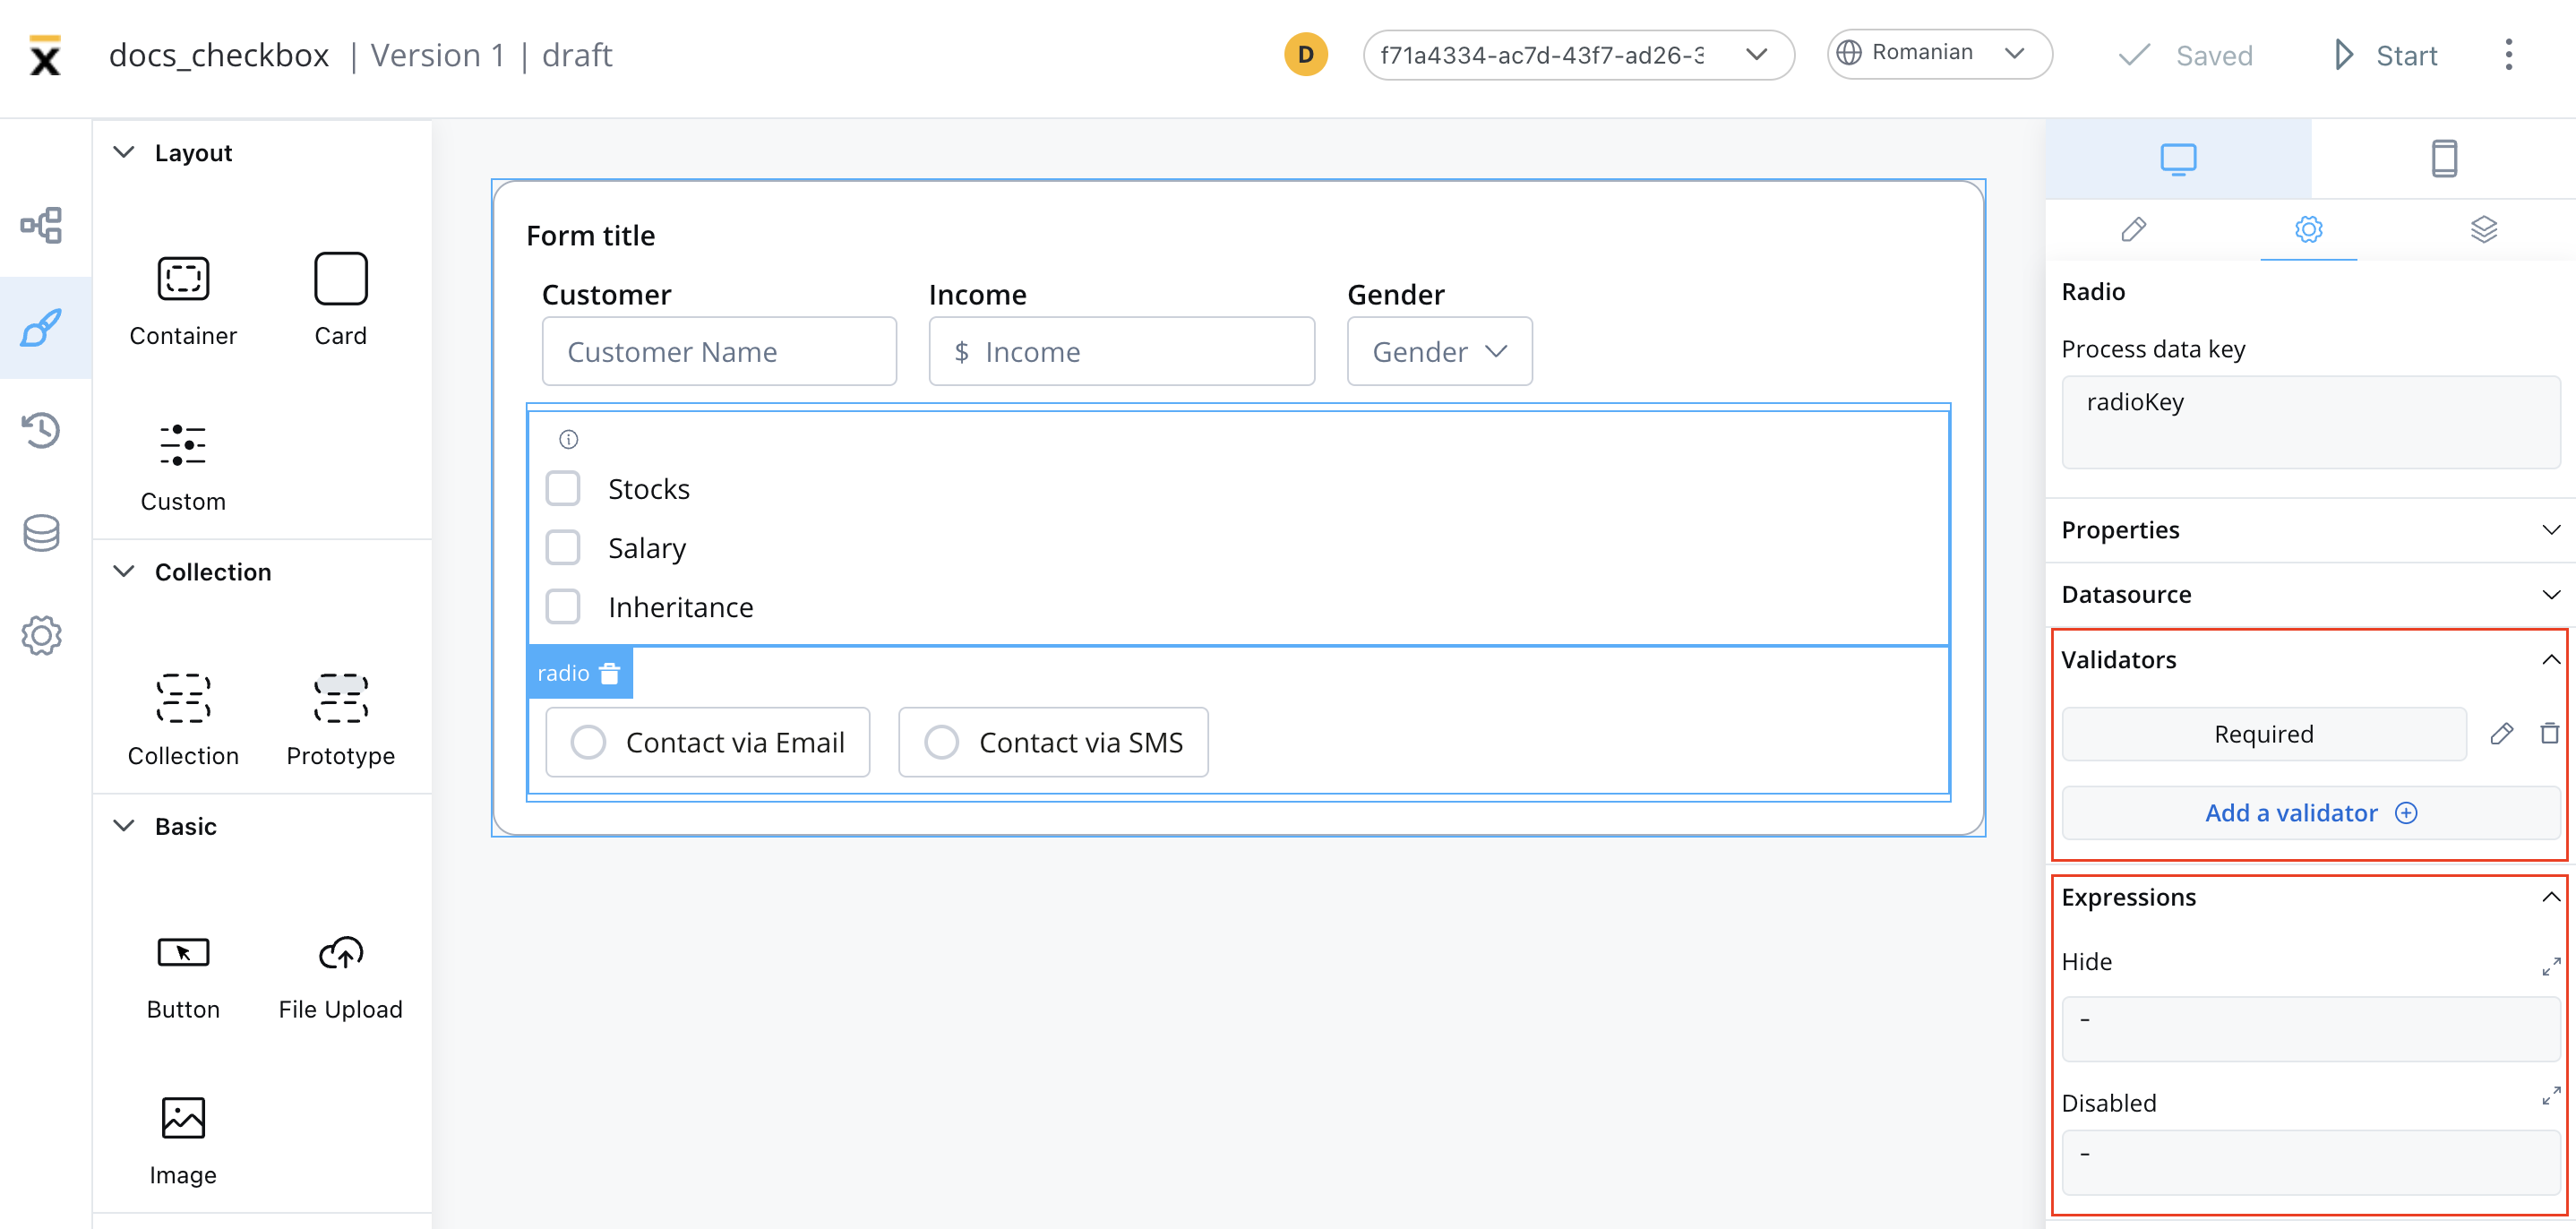 docs_checkbox | Version 1 | draft
D
f71a4334-ac7d-43f7-ad26-3
Romanian
Saved
Start
Layout
Container
Card
Custom
Collection
Collection
Prototype
Basic
Button
File Upload
Image
Form title
Customer
Income
Gender
Customer Name
$ Income
Gender
Stocks
Salary
Inheritance
radio
Contact via Email
Contact via SMS
Radio
Process data key
radioKey
Properties
Datasource
Validators
Required
Add a validator
Expressions
Hide
-
Disabled
-